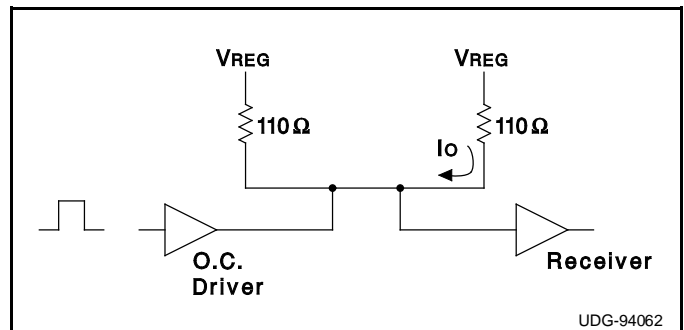 VREG VREG
110Ω 110Ω
Io
O.C. Receiver
Driver
UDG-94062